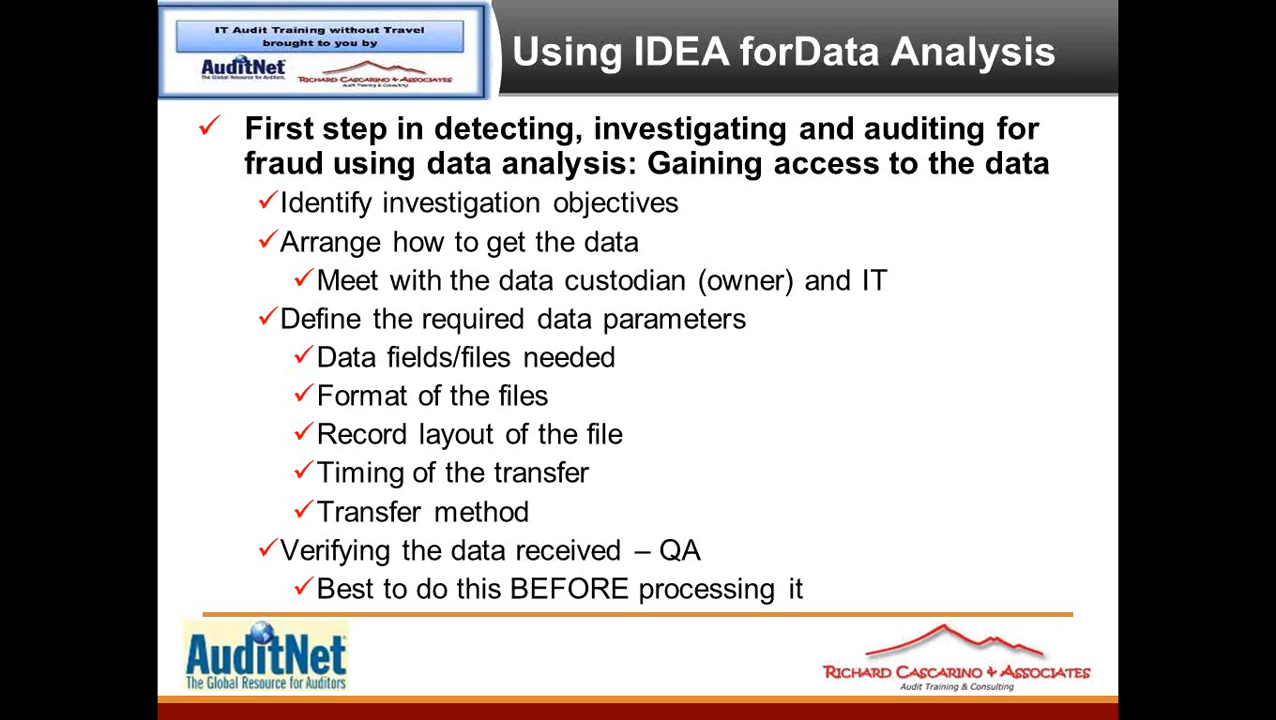 IT Audit Training without Travel
brought to you by
AuditNet
The Global Resource for Auditors
RICHARD CASCARINO & ASSOCIATES
Audit Training & Consulting
Using IDEA forData Analysis
✓ First step in detecting, investigating and auditing for
fraud using data analysis: Gaining access to the data
✓Identify investigation objectives
✓Arrange how to get the data
✓Meet with the data custodian (owner) and IT
✓Define the required data parameters
✓Data fields/files needed
✓Format of the files
✓Record layout of the file
✓Timing of the transfer
✓Transfer method
✓Verifying the data received – QA
✓Best to do this BEFORE processing it
AuditNet
The Global Resource for Auditors
RICHARD CASCARINO & ASSOCIATES
Audit Training & Consulting